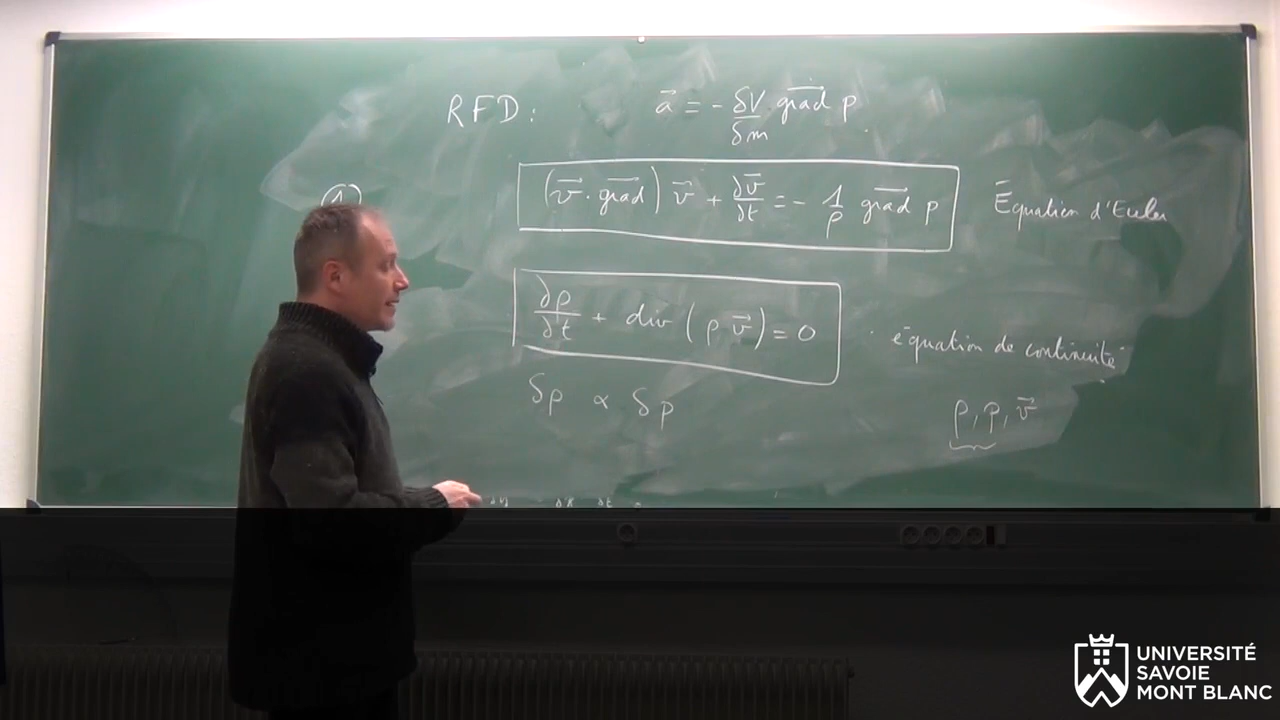 RFD : a⃗ = - δV/δm . grad⃗ p
①
(v⃗ . grad⃗) v⃗ + ∂v⃗/∂t = - 1/ρ grad⃗ p Équation d'Euler
∂ρ/∂t + div (ρ v⃗) = 0 équation de continuité
δρ ∝ δp
ρ, p, v⃗
UNIVERSITÉ
SAVOIE
MONT BLANC